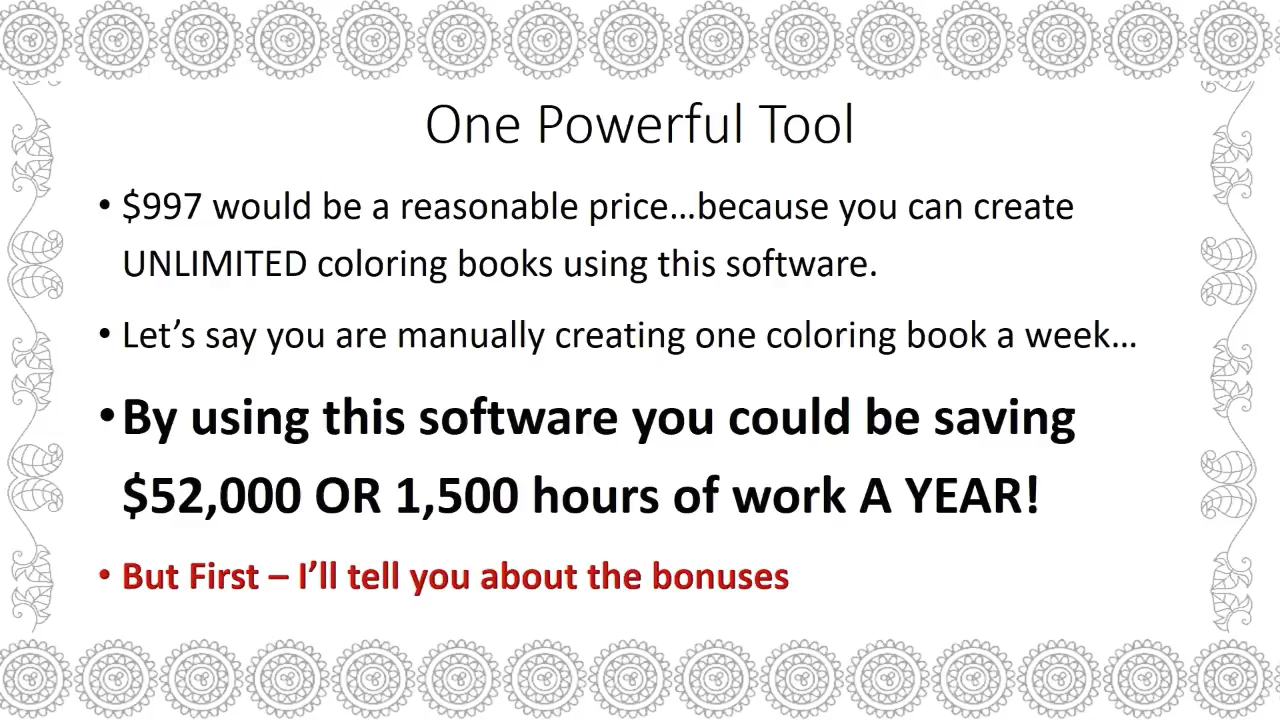 One Powerful Tool
• $997 would be a reasonable price…because you can create
UNLIMITED coloring books using this software.
• Let’s say you are manually creating one coloring book a week…
• By using this software you could be saving
$52,000 OR 1,500 hours of work A YEAR!
• But First – I’ll tell you about the bonuses